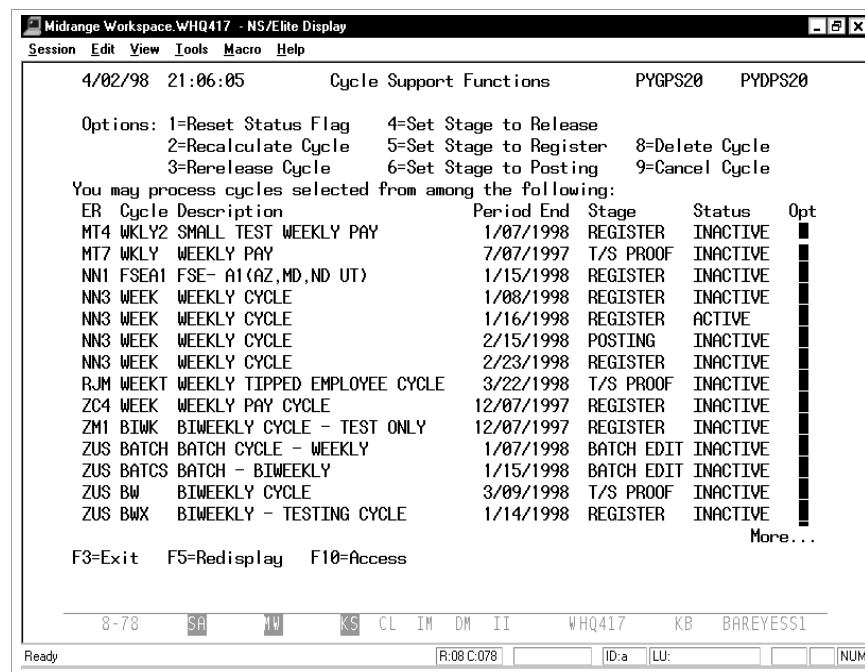 Midrange Workspace.WHQ417 - NS/Elite Display
Session Edit View Tools Macro Help
4/02/98 21:06:05 Cycle Support Functions PYGPS20 PYDPS20
Options: 1=Reset Status Flag 4=Set Stage to Release
2=Recalculate Cycle 5=Set Stage to Register 8=Delete Cycle
3=Rerelease Cycle 6=Set Stage to Posting 9=Cancel Cycle
You may process cycles selected from among the following:
ER Cycle Description Period End Stage Status Opt
MT4 WKLY2 SMALL TEST WEEKLY PAY 1/07/1998 REGISTER INACTIVE
MT7 WKLY WEEKLY PAY 7/07/1997 T/S PROOF INACTIVE
NN1 FSEA1 FSE- A1(AZ,MD,ND UT) 1/15/1998 REGISTER INACTIVE
NN3 WEEK WEEKLY CYCLE 1/08/1998 REGISTER INACTIVE
NN3 WEEK WEEKLY CYCLE 1/16/1998 REGISTER ACTIVE
NN3 WEEK WEEKLY CYCLE 2/15/1998 POSTING INACTIVE
NN3 WEEK WEEKLY CYCLE 2/23/1998 REGISTER INACTIVE
RJM WEEKT WEEKLY TIPPED EMPLOYEE CYCLE 3/22/1998 T/S PROOF INACTIVE
ZC4 WEEK WEEKLY PAY CYCLE 12/07/1997 REGISTER INACTIVE
ZM1 BIWK BIWEEKLY CYCLE - TEST ONLY 12/07/1997 REGISTER INACTIVE
ZUS BATCH BATCH CYCLE - WEEKLY 1/07/1998 BATCH EDIT INACTIVE
ZUS BATCS BATCH - BIWEEKLY 1/15/1998 BATCH EDIT INACTIVE
ZUS BW BIWEEKLY CYCLE 3/09/1998 T/S PROOF INACTIVE
ZUS BWX BIWEEKLY - TESTING CYCLE 1/14/1998 REGISTER INACTIVE
More...
F3=Exit F5=Redisplay F10=Access
8-78 SA MW KS CL IM DM II WHQ417 KB BAREYESS1
Ready R:08 C:078 ID:a LU: NUM